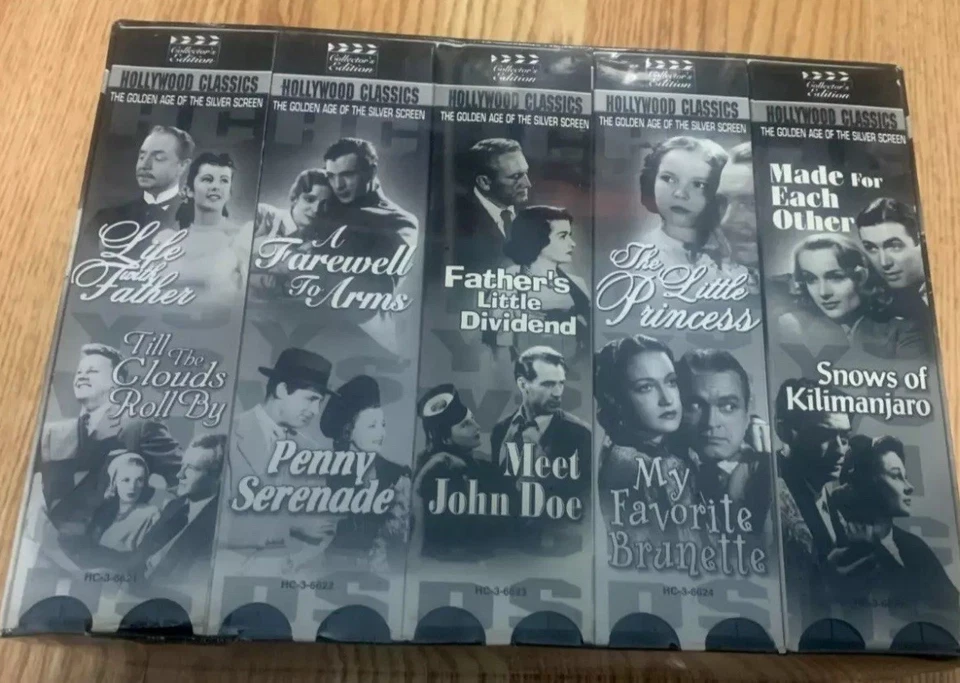 Collector's
Edition
HOLLYWOOD CLASSICS
THE GOLDEN AGE OF THE SILVER SCREEN
Life
with
Father
Till The
Clouds
Roll By
Collector's
Edition
HOLLYWOOD CLASSICS
THE GOLDEN AGE OF THE SILVER SCREEN
A
Farewell
To Arms
Penny
Serenade
HC-3-6622
Collector's
Edition
HOLLYWOOD CLASSICS
THE GOLDEN AGE OF THE SILVER SCREEN
Father's
Little
Dividend
Meet
John Doe
HC-3-6623
Collector's
Edition
HOLLYWOOD CLASSICS
THE GOLDEN AGE OF THE SILVER SCREEN
The Little
Princess
My
Favorite
Brunette
HC-3-6624
Collector's
Edition
HOLLYWOOD CLASSICS
THE GOLDEN AGE OF THE SILVER SCREEN
Made For
Each
Other
Snows of
Kilimanjaro